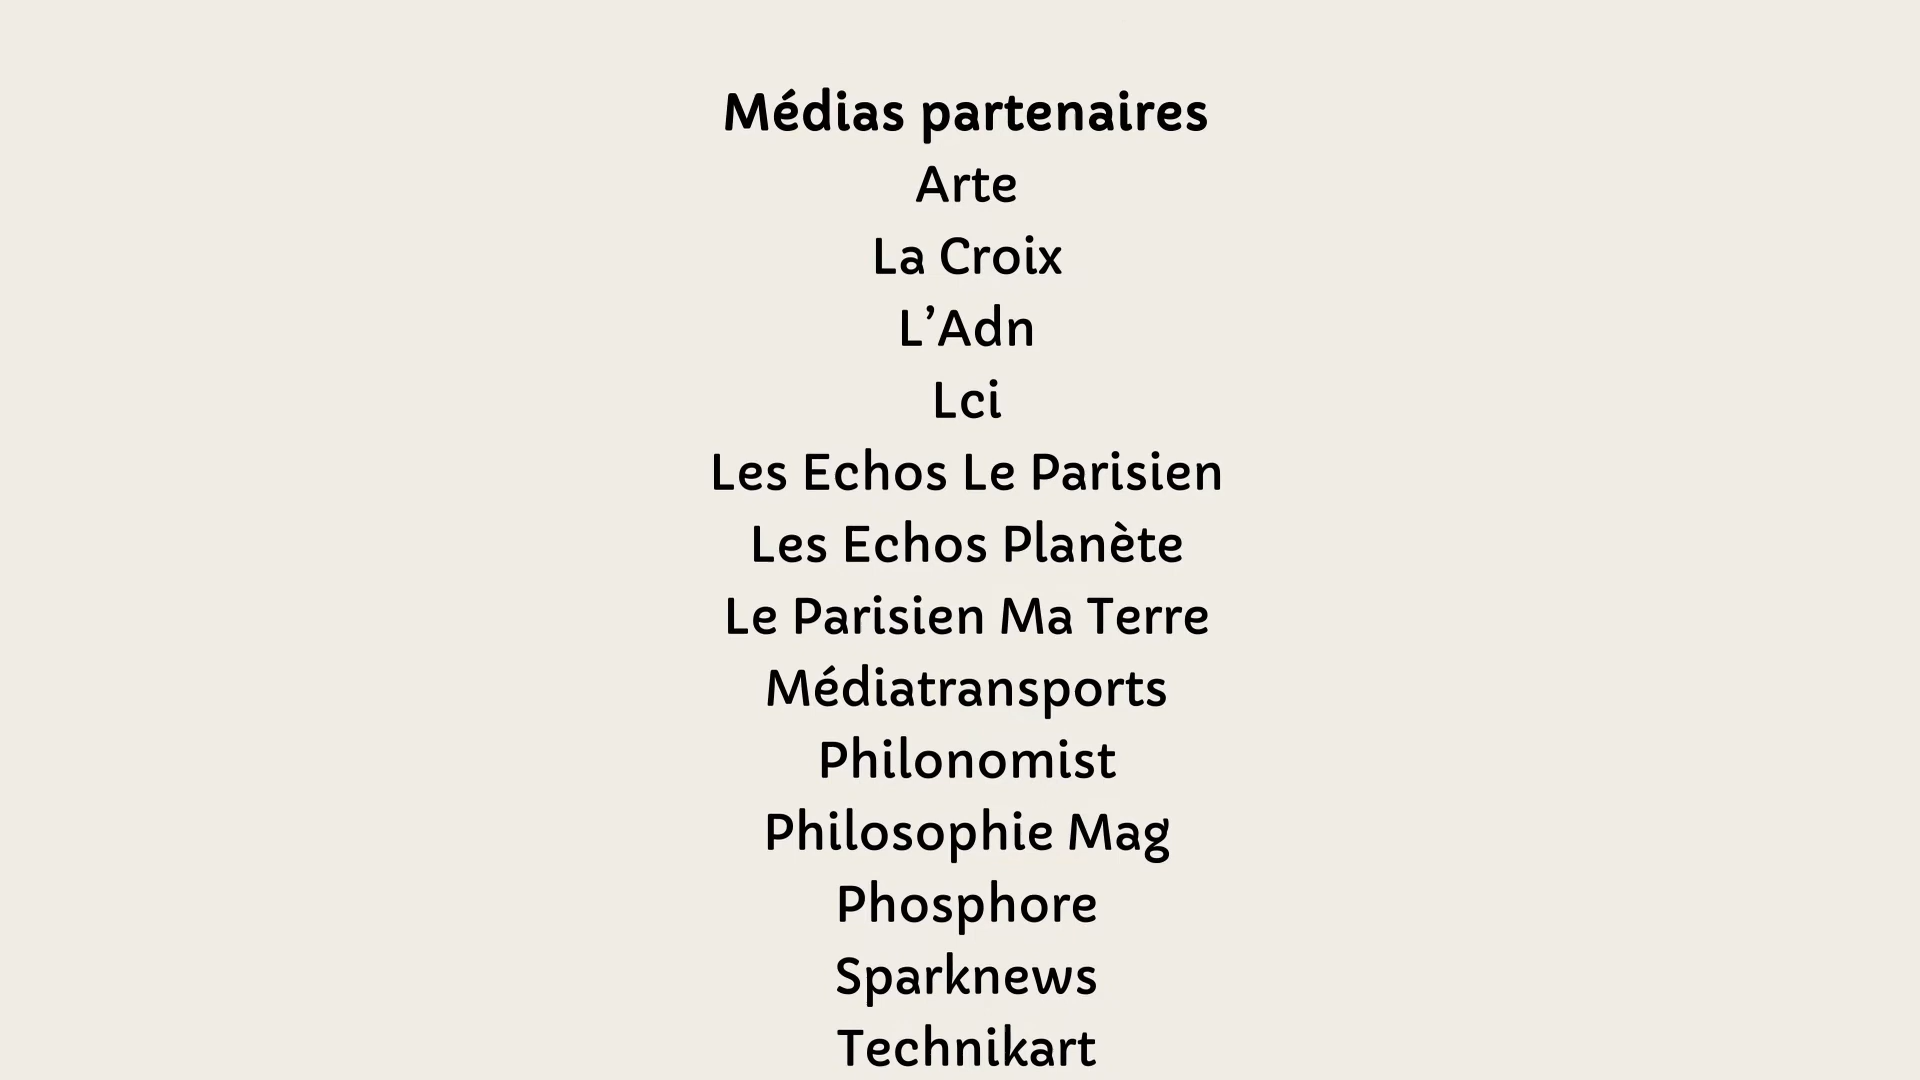 Médias partenaires
Arte
La Croix
L’Adn
Lci
Les Echos Le Parisien
Les Echos Planète
Le Parisien Ma Terre
Médiatransports
Philonomist
Philosophie Mag
Phosphore
Sparknews
Technikart